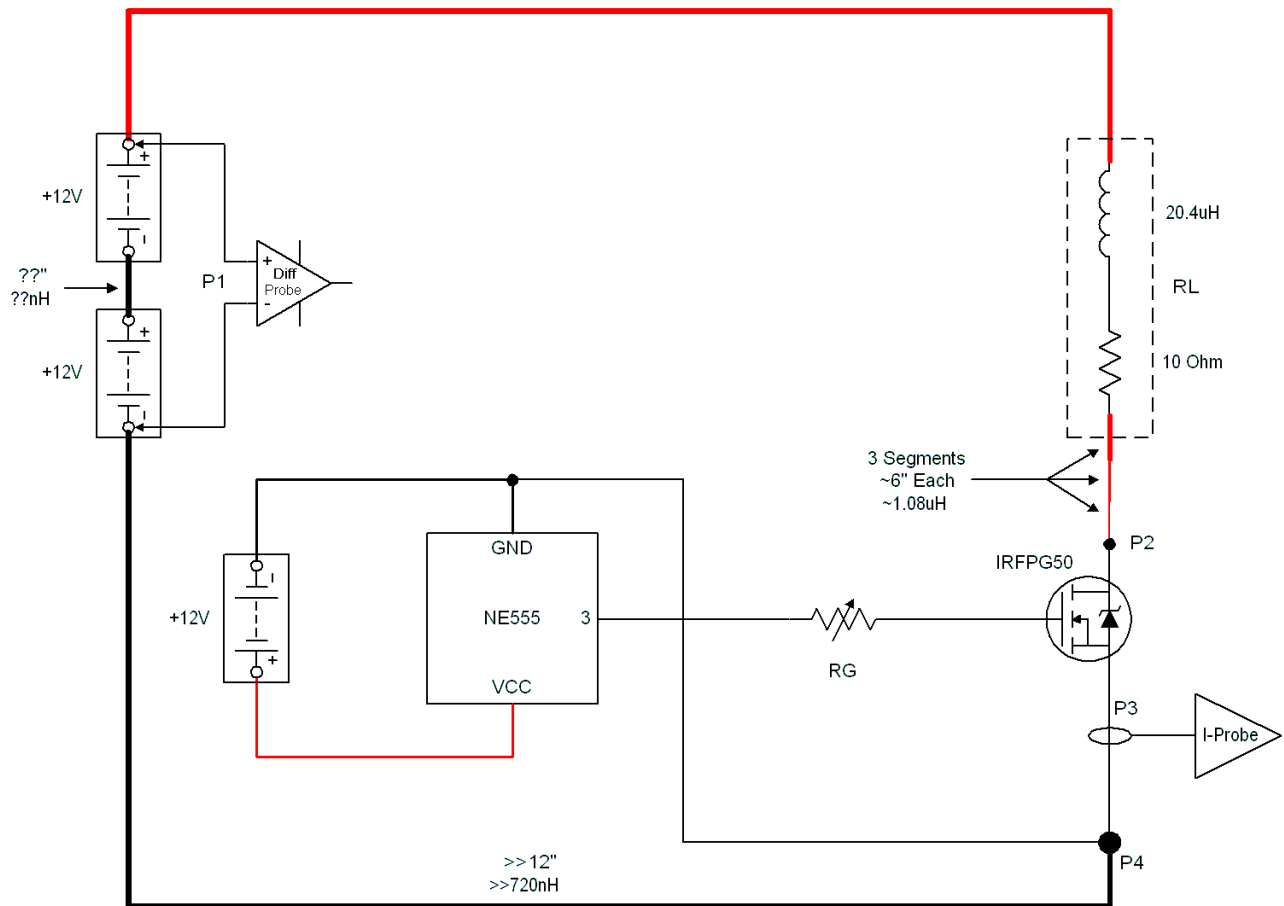 +12V
??"
??nH
+12V
P1
+
-
Diff
Probe
20.4uH
RL
10 Ohm
3 Segments
~6" Each
~1.08uH
P2
IRFPG50
+12V
GND
NE555
3
VCC
RG
P3
I-Probe
P4
>>12"
>>720nH